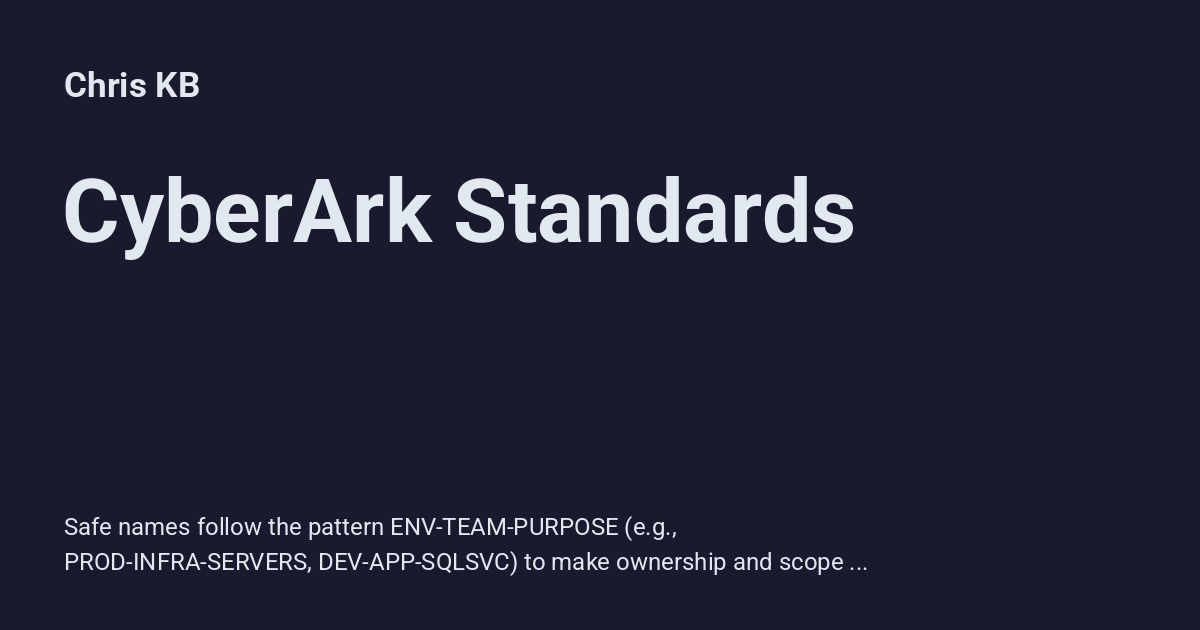 Chris KB
CyberArk Standards
Safe names follow the pattern ENV-TEAM-PURPOSE (e.g.,
PROD-INFRA-SERVERS, DEV-APP-SQLSVC) to make ownership and scope ...